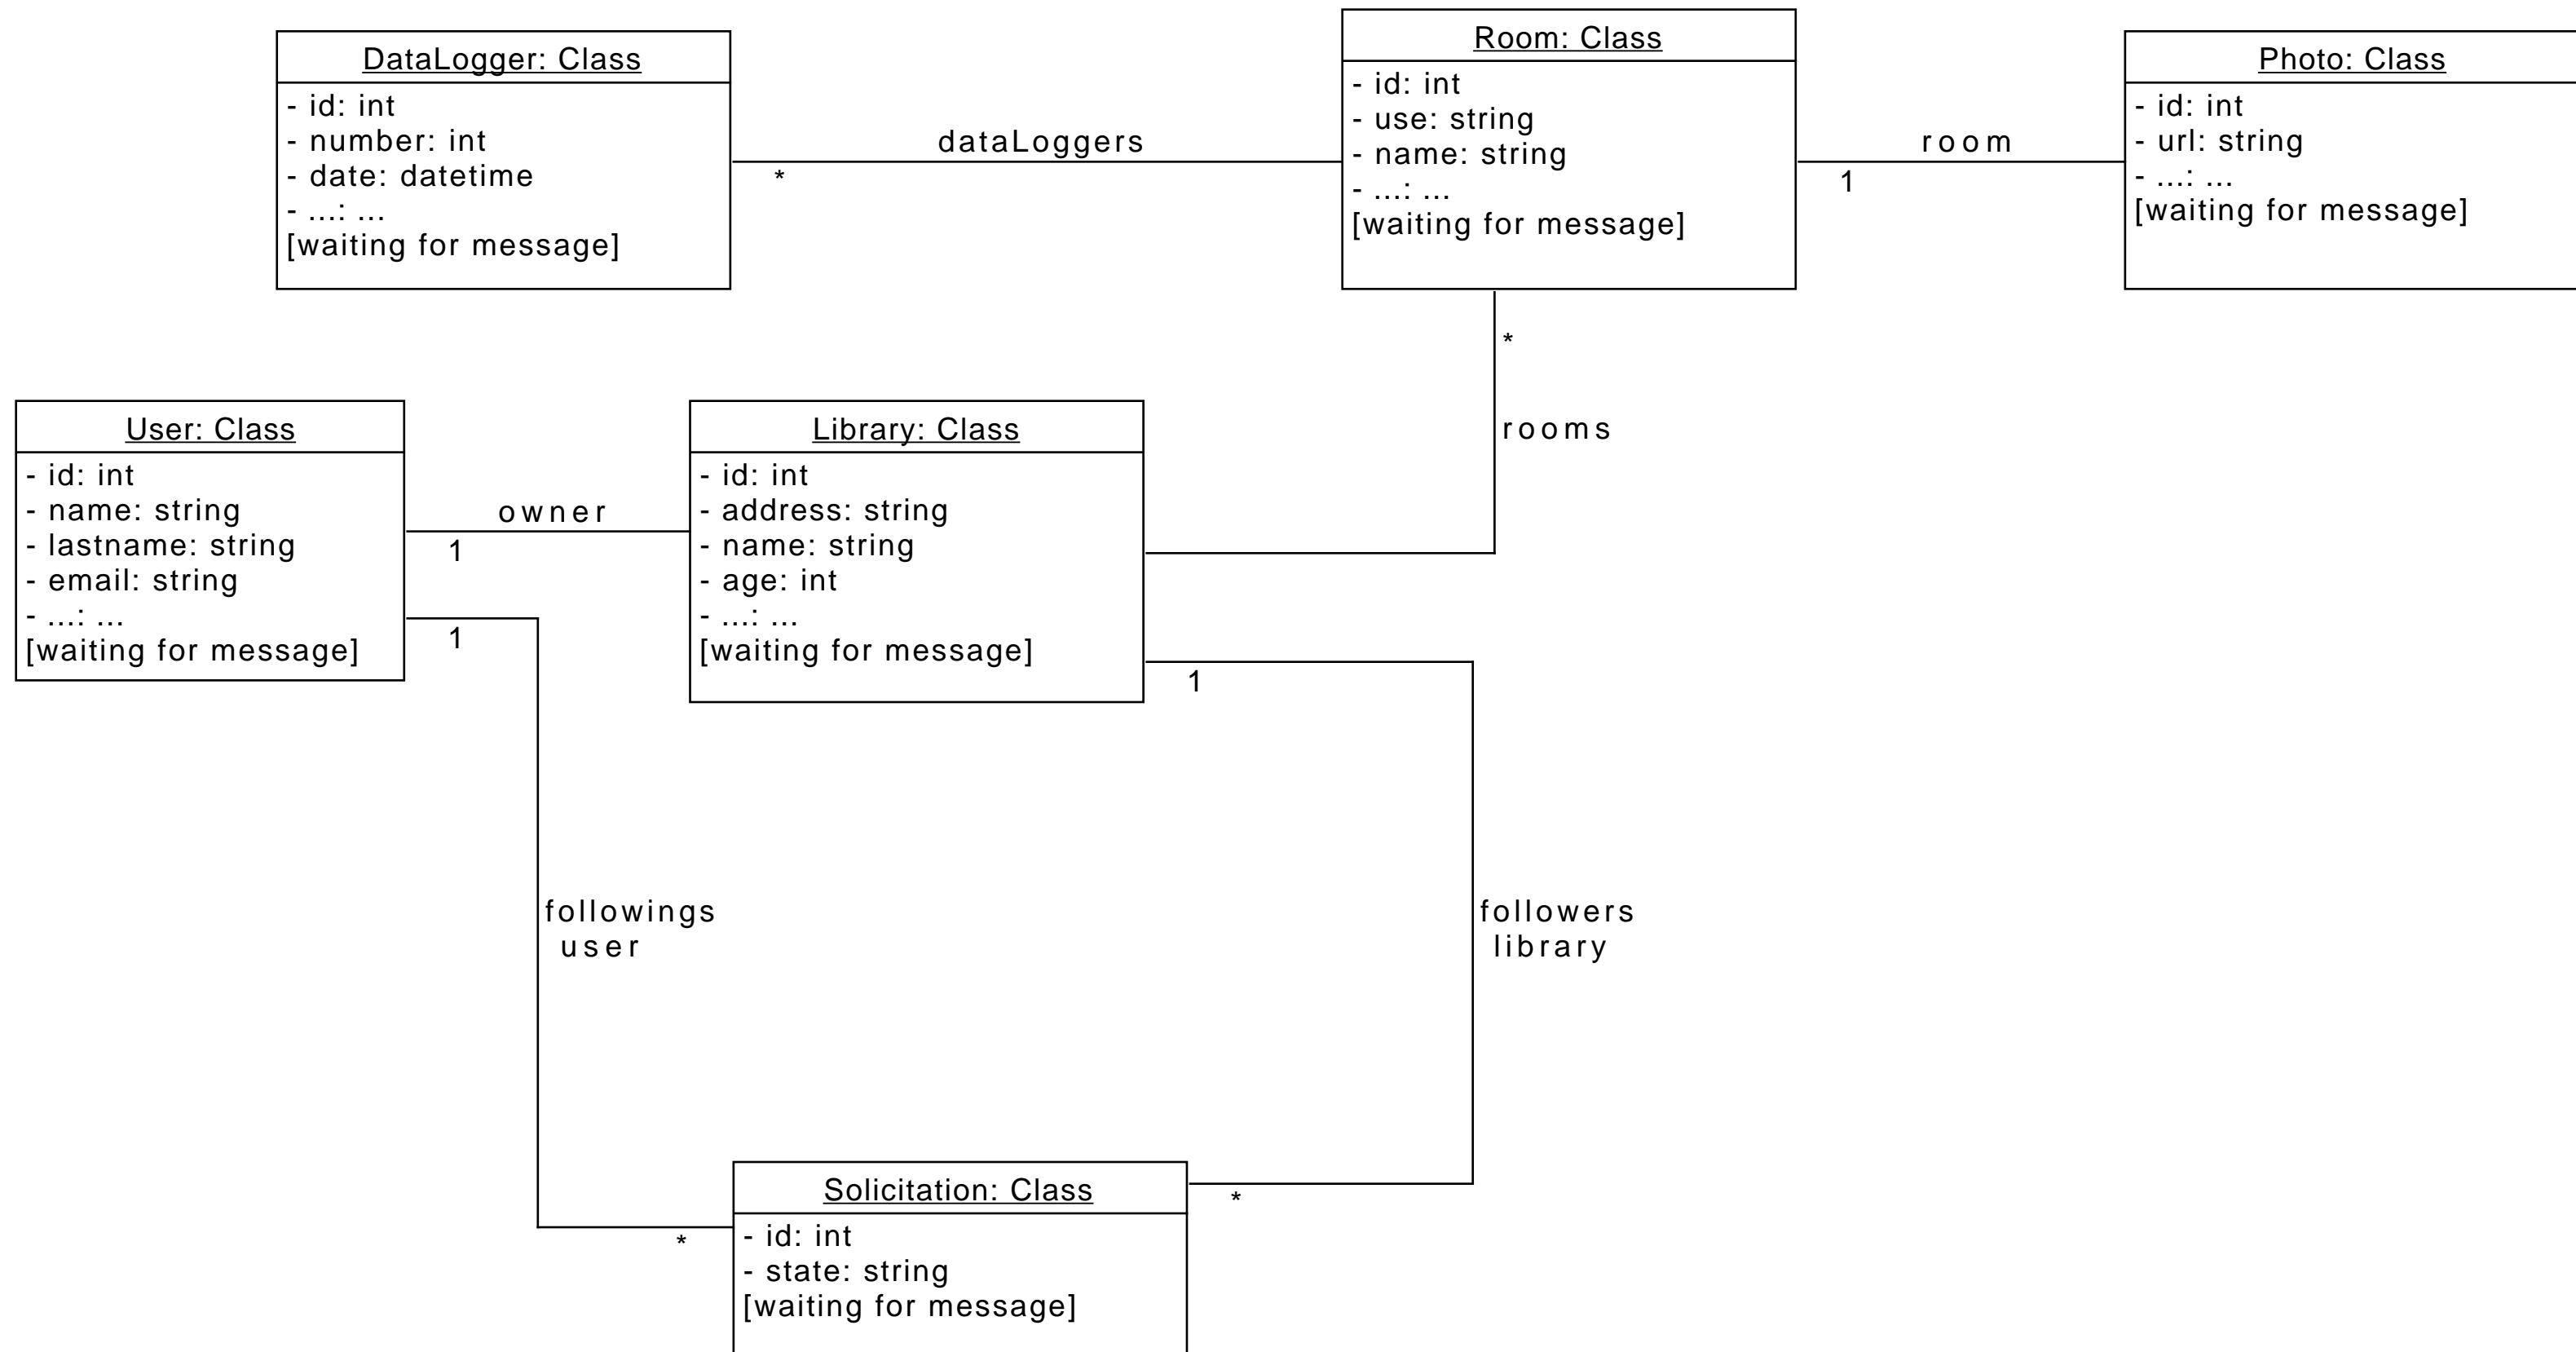 DataLogger: Class
- id: int
- number: int
- date: datetime
- ...: ...
[waiting for message]
dataLoggers
*
Room: Class
- id: int
- use: string
- name: string
- ...: ...
[waiting for message]
room
1
Photo: Class
- id: int
- url: string
- ...: ...
[waiting for message]
*
rooms
User: Class
- id: int
- name: string
- lastname: string
- email: string
- ...: ...
[waiting for message]
owner
1
1
Library: Class
- id: int
- address: string
- name: string
- age: int
- ...: ...
[waiting for message]
1
followings
user
followers
library
Solicitation: Class
- id: int
- state: string
[waiting for message]
*
*